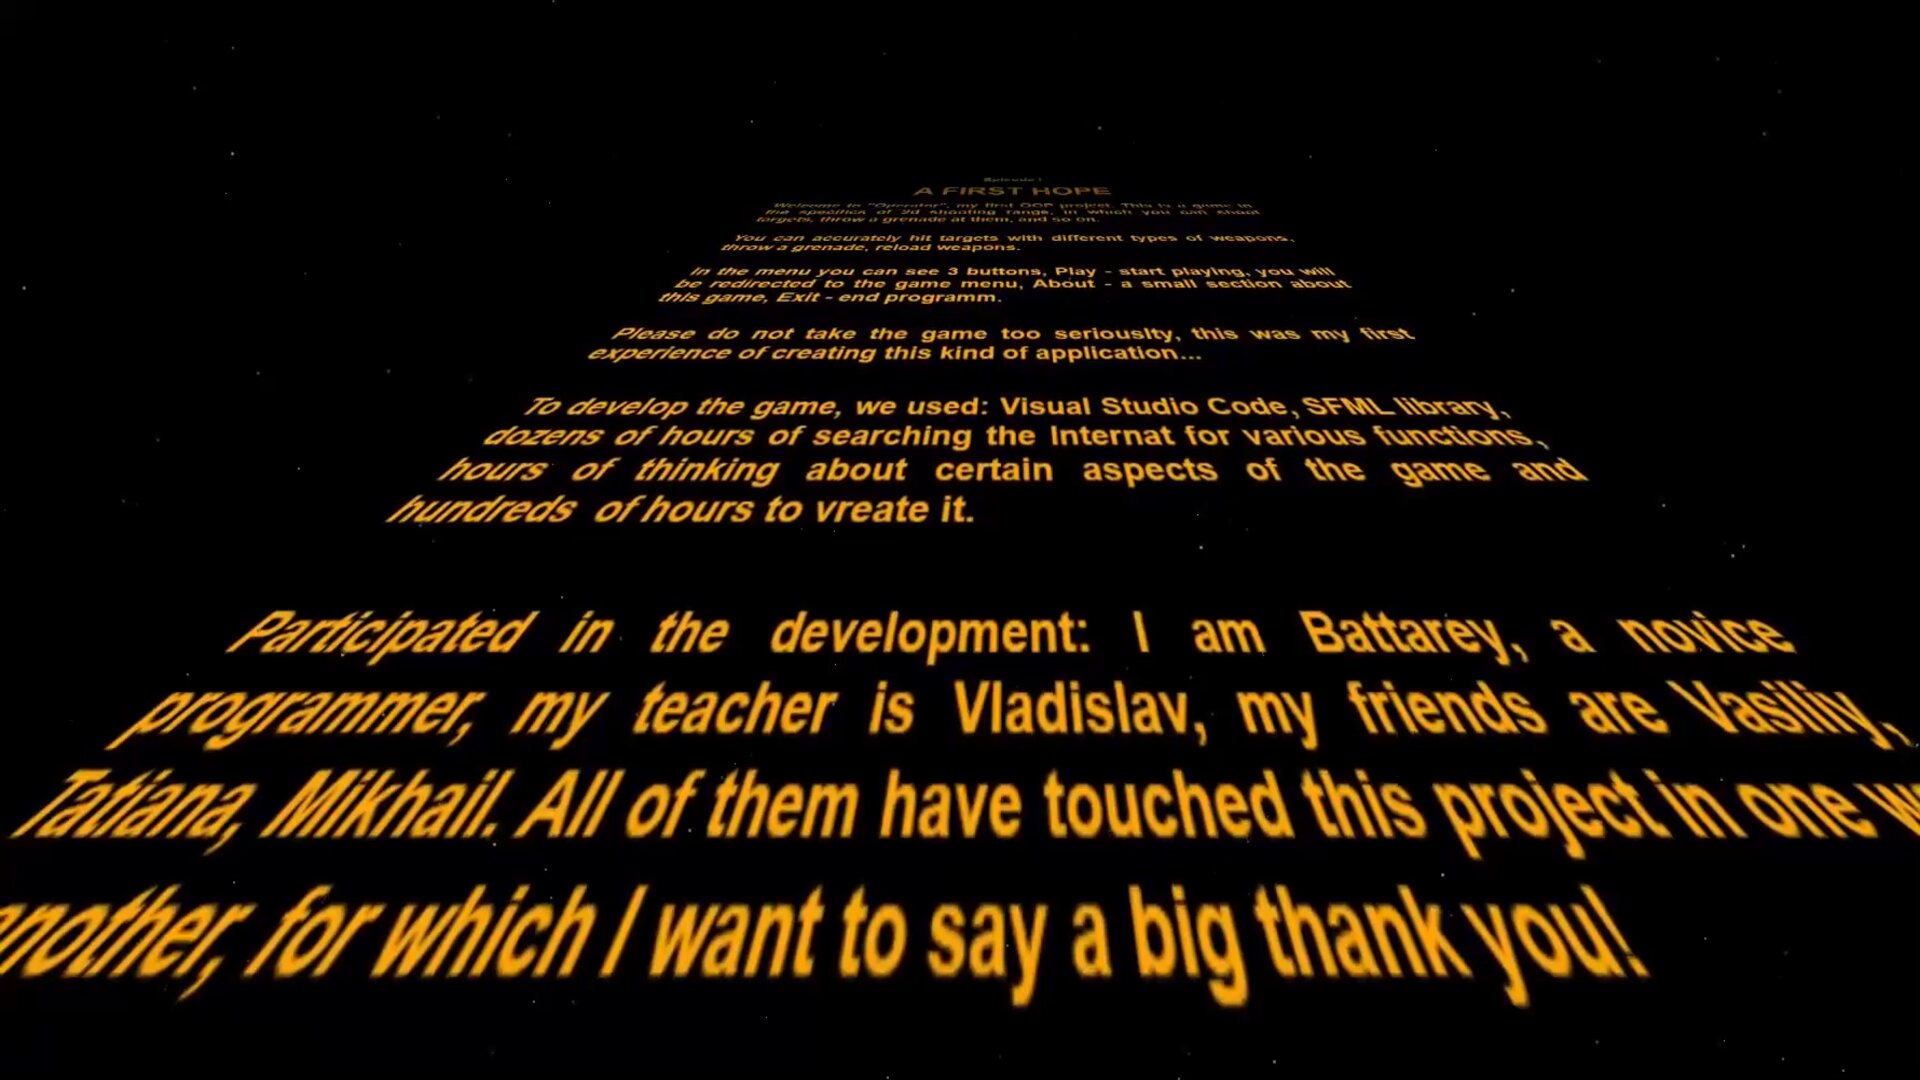 Episode I
A FIRST HOPE
Welcome to "Operator", my first OOP project. This is a game in
the specifics of 2d shooting range, in which you can shoot
targets, throw a grenade at them, and so on.
You can accurately hit targets with different types of weapons,
throw a grenade, reload weapons.
In the menu you can see 3 buttons, Play - start playing, you will
be redirected to the game menu, About - a small section about
this game, Exit - end programm.
Please do not take the game too seriouslty, this was my first
experience of creating this kind of application...
To develop the game, we used: Visual Studio Code, SFML library,
dozens of hours of searching the Internat for various functions,
hours of thinking about certain aspects of the game and
hundreds of hours to vreate it.
Participated in the development: I am Battarey, a novice
programmer, my teacher is Vladislav, my friends are Vasiliy,
Tatiana, Mikhail. All of them have touched this project in one w
another, for which I want to say a big thank you!